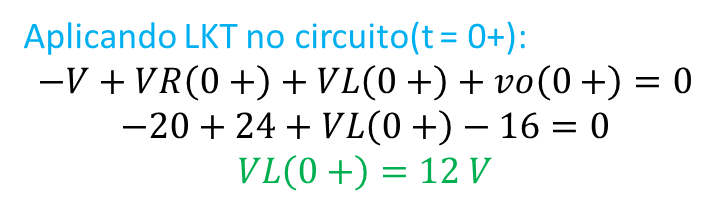 Aplicando LKT no circuito(t = 0+):
−V + VR(0 +) + VL(0 +) + vo(0 +) = 0
−20 + 24 + VL(0 +) − 16 = 0
VL(0 +) = 12 V